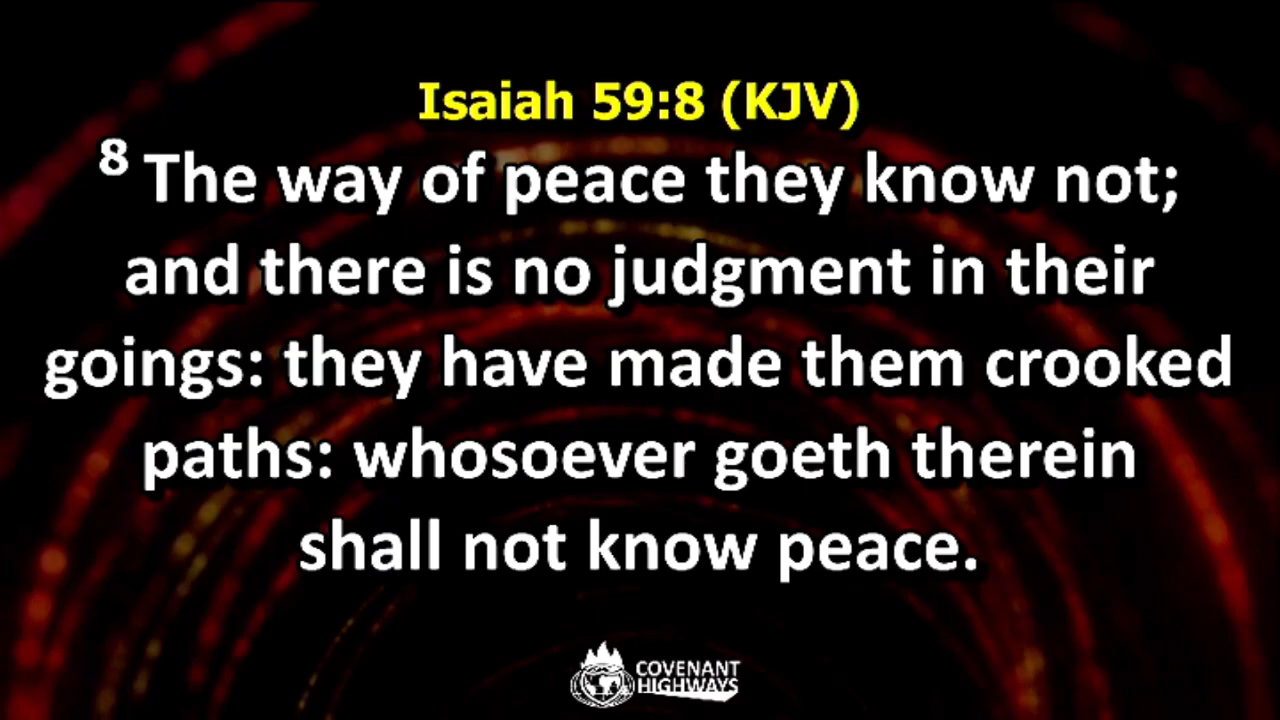 Isaiah 59:8 (KJV)
8 The way of peace they know not;
and there is no judgment in their
goings: they have made them crooked
paths: whosoever goeth therein
shall not know peace.
COVENANT
HIGHWAYS